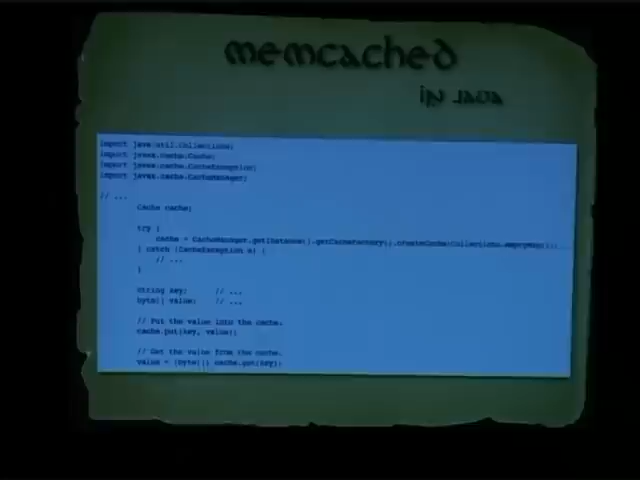 memcached
in Java
import java.util.Collections;
import javax.cache.Cache;
import javax.cache.CacheException;
import javax.cache.CacheManager;
// ...
Cache cache;
try {
cache = CacheManager.getInstance().getCacheFactory().createCache(Collections.emptyMap());
} catch (CacheException e) {
// ...
}
String key; // ...
byte[] value; // ...
// Put the value into the cache.
cache.put(key, value);
// Get the value from the cache.
value = (byte[]) cache.get(key);